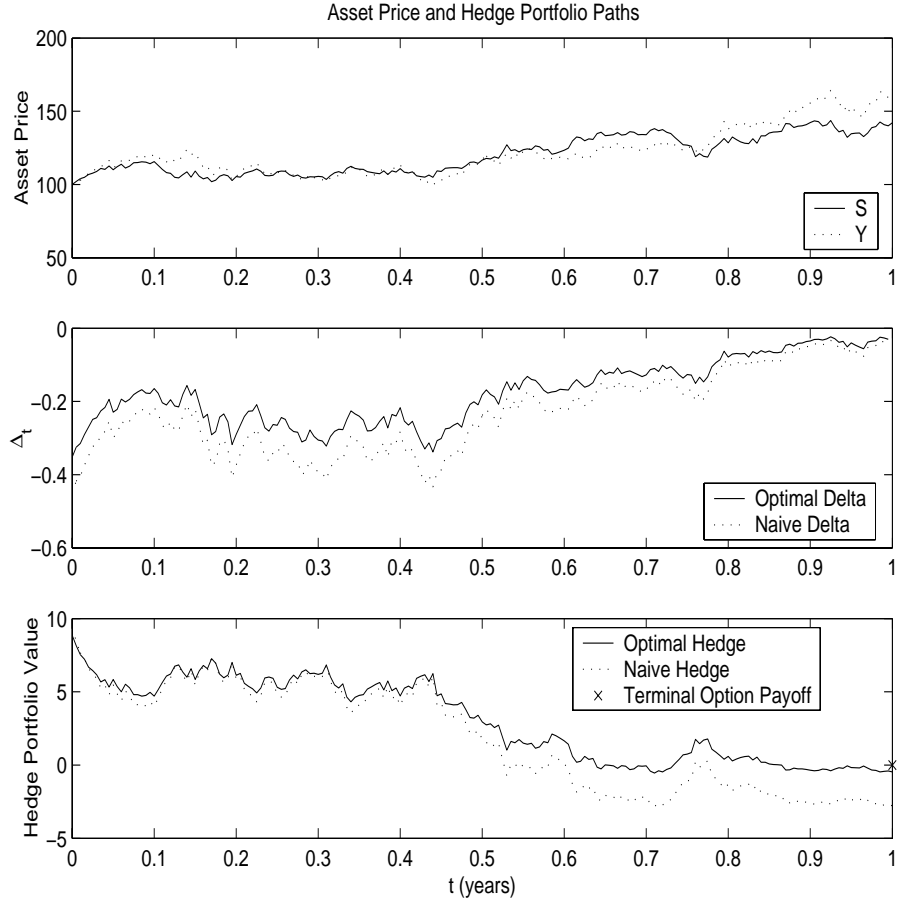 Asset Price and Hedge Portfolio Paths
200
150
100
50
Asset Price
S
Y
0 0.1 0.2 0.3 0.4 0.5 0.6 0.7 0.8 0.9 1
0
−0.2
−0.4
−0.6
Δt
Optimal Delta
Naive Delta
0 0.1 0.2 0.3 0.4 0.5 0.6 0.7 0.8 0.9 1
10
5
0
−5
Hedge Portfolio Value
Optimal Hedge
Naive Hedge
Terminal Option Payoff
0 0.1 0.2 0.3 0.4 0.5 0.6 0.7 0.8 0.9 1
t (years)